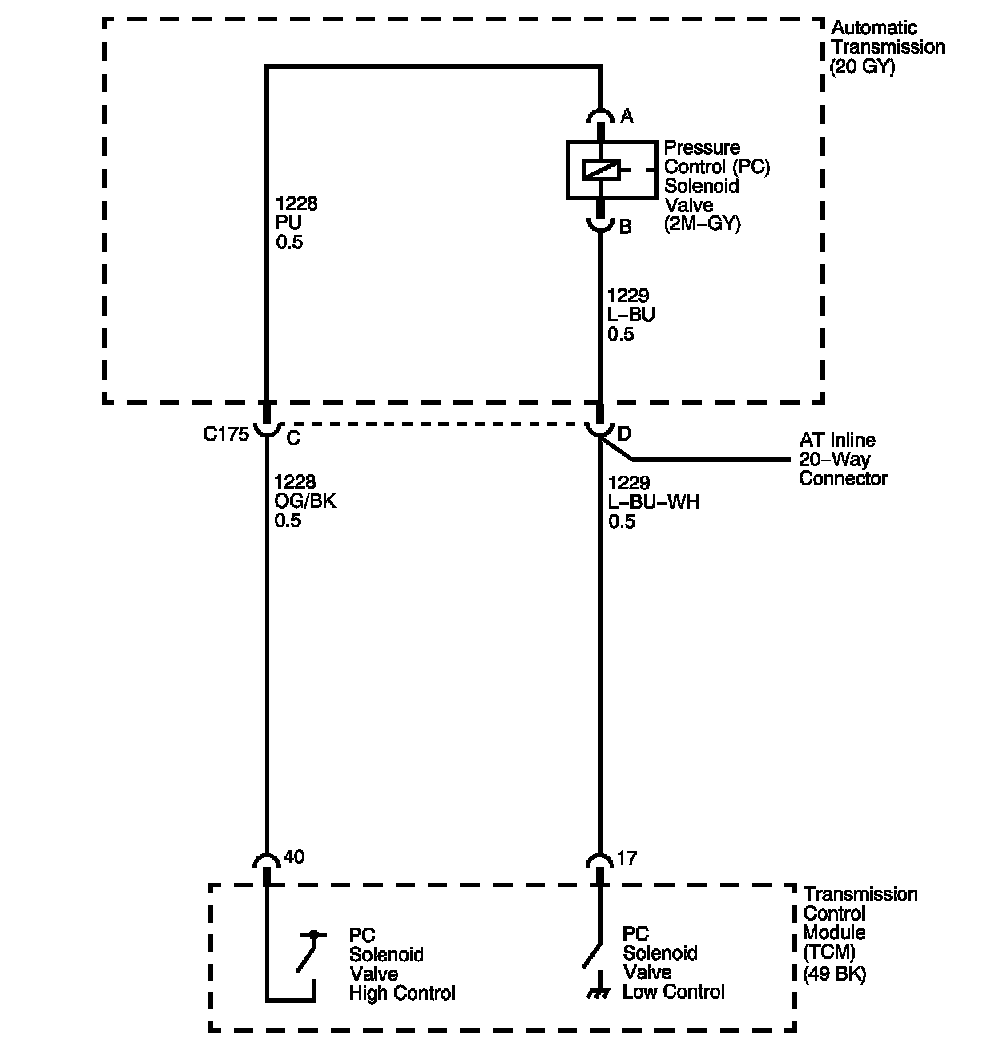 Automatic
Transmission
(20 GY)
A
Pressure
Control (PC)
Solenoid
Valve
(2M-GY)
B
1228
PU
0.5
1229
L-BU
0.5
C175
C
D
AT Inline
20-Way
Connector
1228
OG/BK
0.5
1229
L-BU-WH
0.5
40
17
Transmission
Control
Module
(TCM)
(49 BK)
PC
Solenoid
Valve
High Control
PC
Solenoid
Valve
Low Control